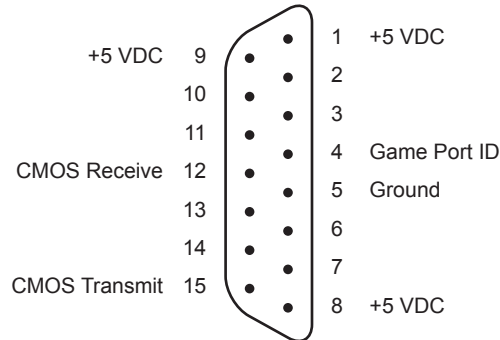 1 +5 VDC
+5 VDC 9
2
10
3
11
4 Game Port ID
CMOS Receive 12
5 Ground
13
6
14
7
CMOS Transmit 15
8 +5 VDC